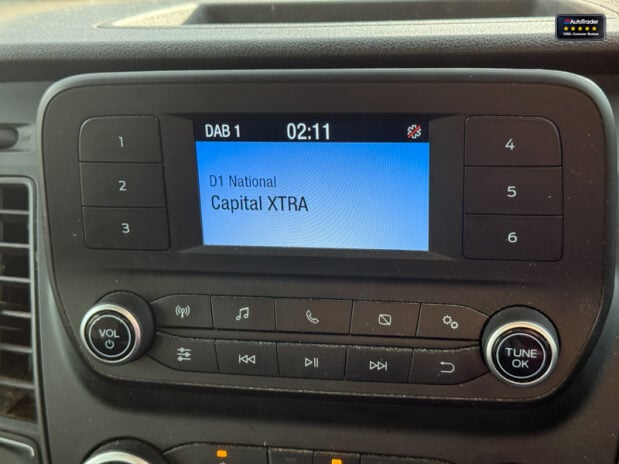 AutoTrader
DAB 1 02:11
D1 National
Capital XTRA
1
2
3
4
5
6
VOL
TUNE
OK